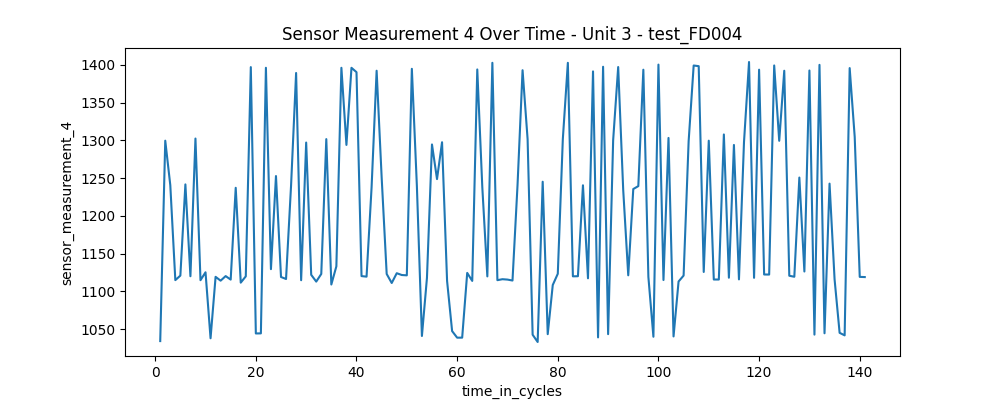 Sensor Measurement 4 Over Time - Unit 3 - test_FD004
sensor_measurement_4
1400
1350
1300
1250
1200
1150
1100
1050
0 20 40 60 80 100 120 140
time_in_cycles